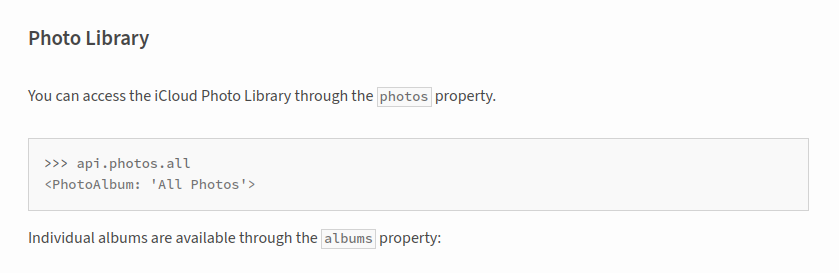 Photo Library
You can access the iCloud Photo Library through the photos property.
>>> api.photos.all
<PhotoAlbum: 'All Photos'>
Individual albums are available through the albums property: